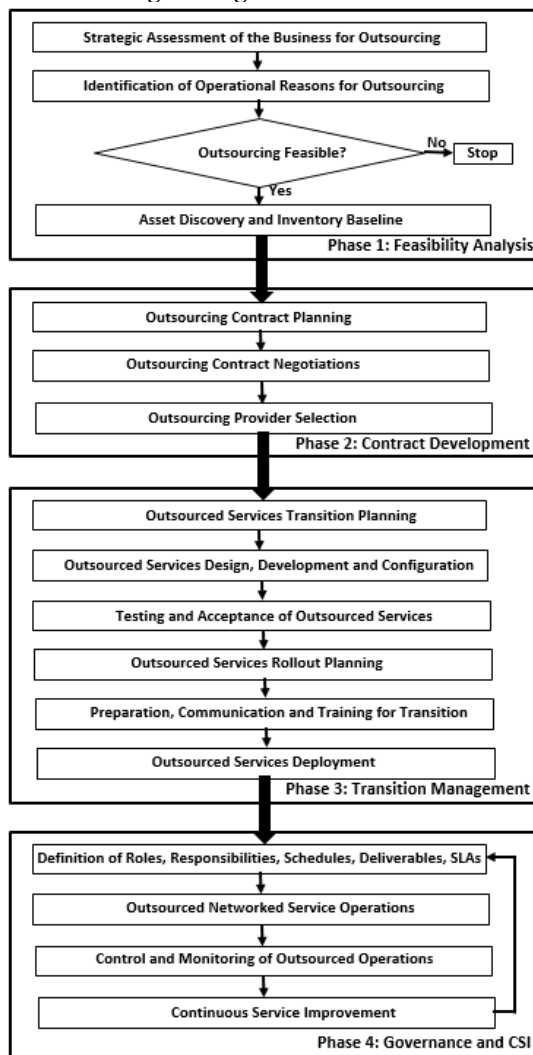 Strategic Assessment of the Business for Outsourcing
Identification of Operational Reasons for Outsourcing
Outsourcing Feasible?
No
Stop
Yes
Asset Discovery and Inventory Baseline
Phase 1: Feasibility Analysis
Outsourcing Contract Planning
Outsourcing Contract Negotiations
Outsourcing Provider Selection
Phase 2: Contract Development
Outsourced Services Transition Planning
Outsourced Services Design, Development and Configuration
Testing and Acceptance of Outsourced Services
Outsourced Services Rollout Planning
Preparation, Communication and Training for Transition
Outsourced Services Deployment
Phase 3: Transition Management
Definition of Roles, Responsibilities, Schedules, Deliverables, SLAs
Outsourced Networked Service Operations
Control and Monitoring of Outsourced Operations
Continuous Service Improvement
Phase 4: Governance and CSI